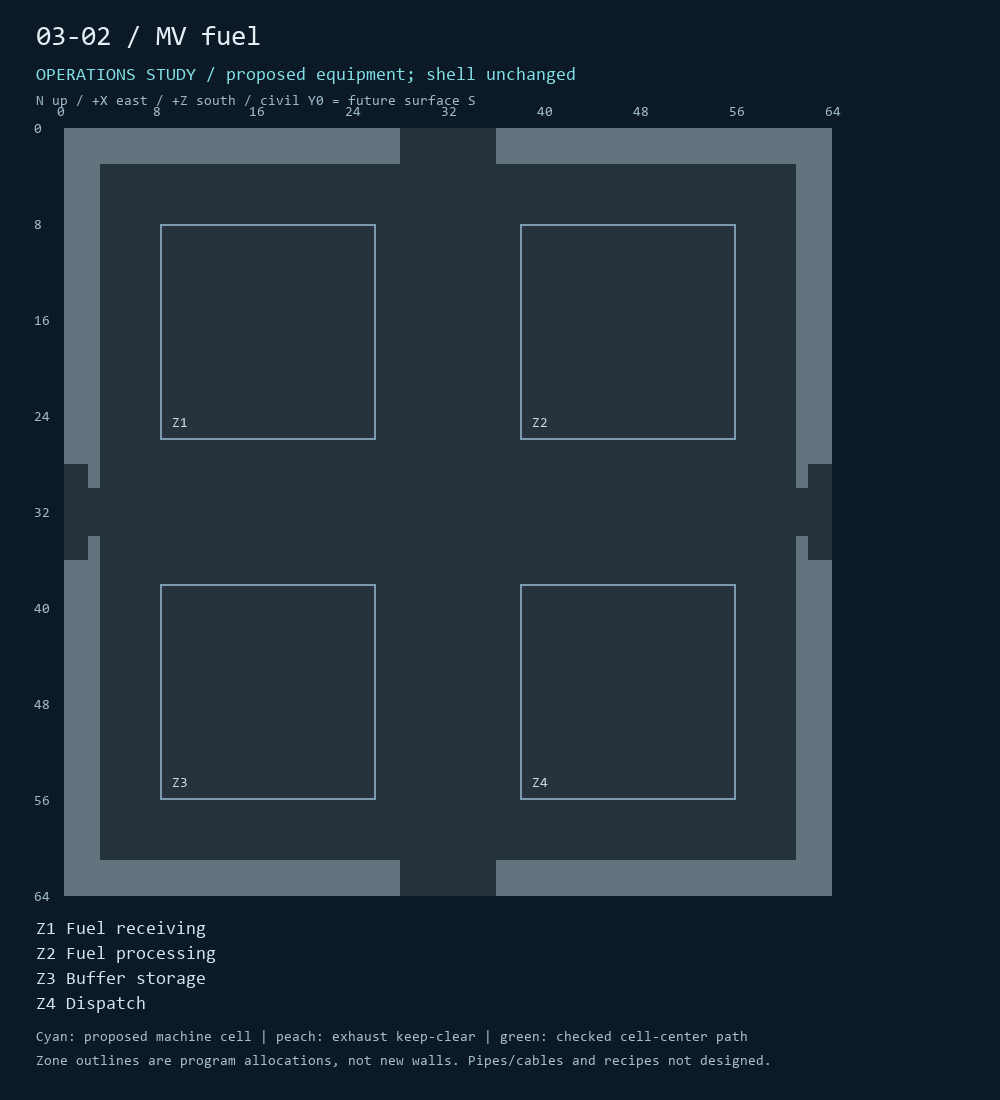 03-02 / MV fuel
OPERATIONS STUDY / proposed equipment; shell unchanged
N up / +X east / +Z south / civil Y0 = future surface S
0 8 16 24 32 40 48 56 64
0
8
16
24
32
40
48
56
64
Z1
Z2
Z3
Z4
Z1 Fuel receiving
Z2 Fuel processing
Z3 Buffer storage
Z4 Dispatch
Cyan: proposed machine cell | peach: exhaust keep-clear | green: checked cell-center path
Zone outlines are program allocations, not new walls. Pipes/cables and recipes not designed.